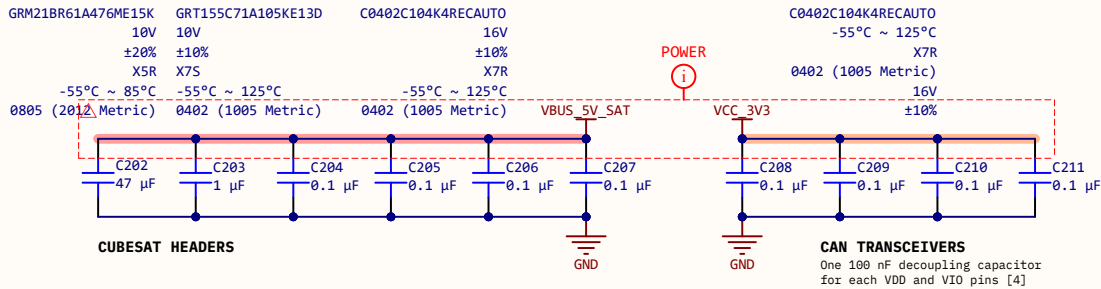 GRM21BR61A476ME15K GRT155C71A105KE13D C0402C104K4RECAUTO C0402C104K4RECAUTO
10V 10V 16V -55°C ~ 125°C
±20% ±10% ±10% X7R
X5R X7S X7R 0402 (1005 Metric)
-55°C ~ 85°C -55°C ~ 125°C -55°C ~ 125°C 16V
0805 (2012 Metric) 0402 (1005 Metric) 0402 (1005 Metric) ±10%
POWER
i
VBUS_5V_SAT VCC_3V3
C202 C203 C204 C205 C206 C207 C208 C209 C210 C211
47 µF 1 µF 0.1 µF 0.1 µF 0.1 µF 0.1 µF 0.1 µF 0.1 µF 0.1 µF 0.1 µF
CUBESAT HEADERS
GND GND
CAN TRANSCEIVERS
One 100 nF decoupling capacitor
for each VDD and VIO pins [4]